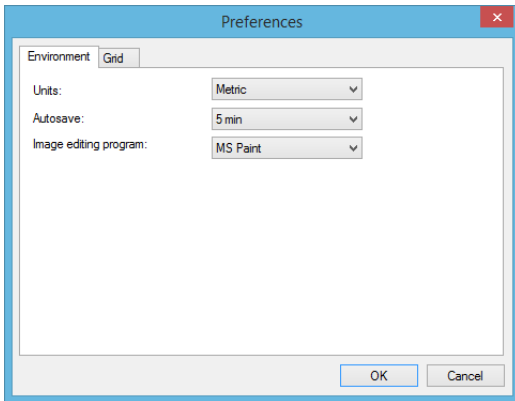 Preferences
Environment Grid
Units: Metric
Autosave: 5 min
Image editing program: MS Paint
OK Cancel